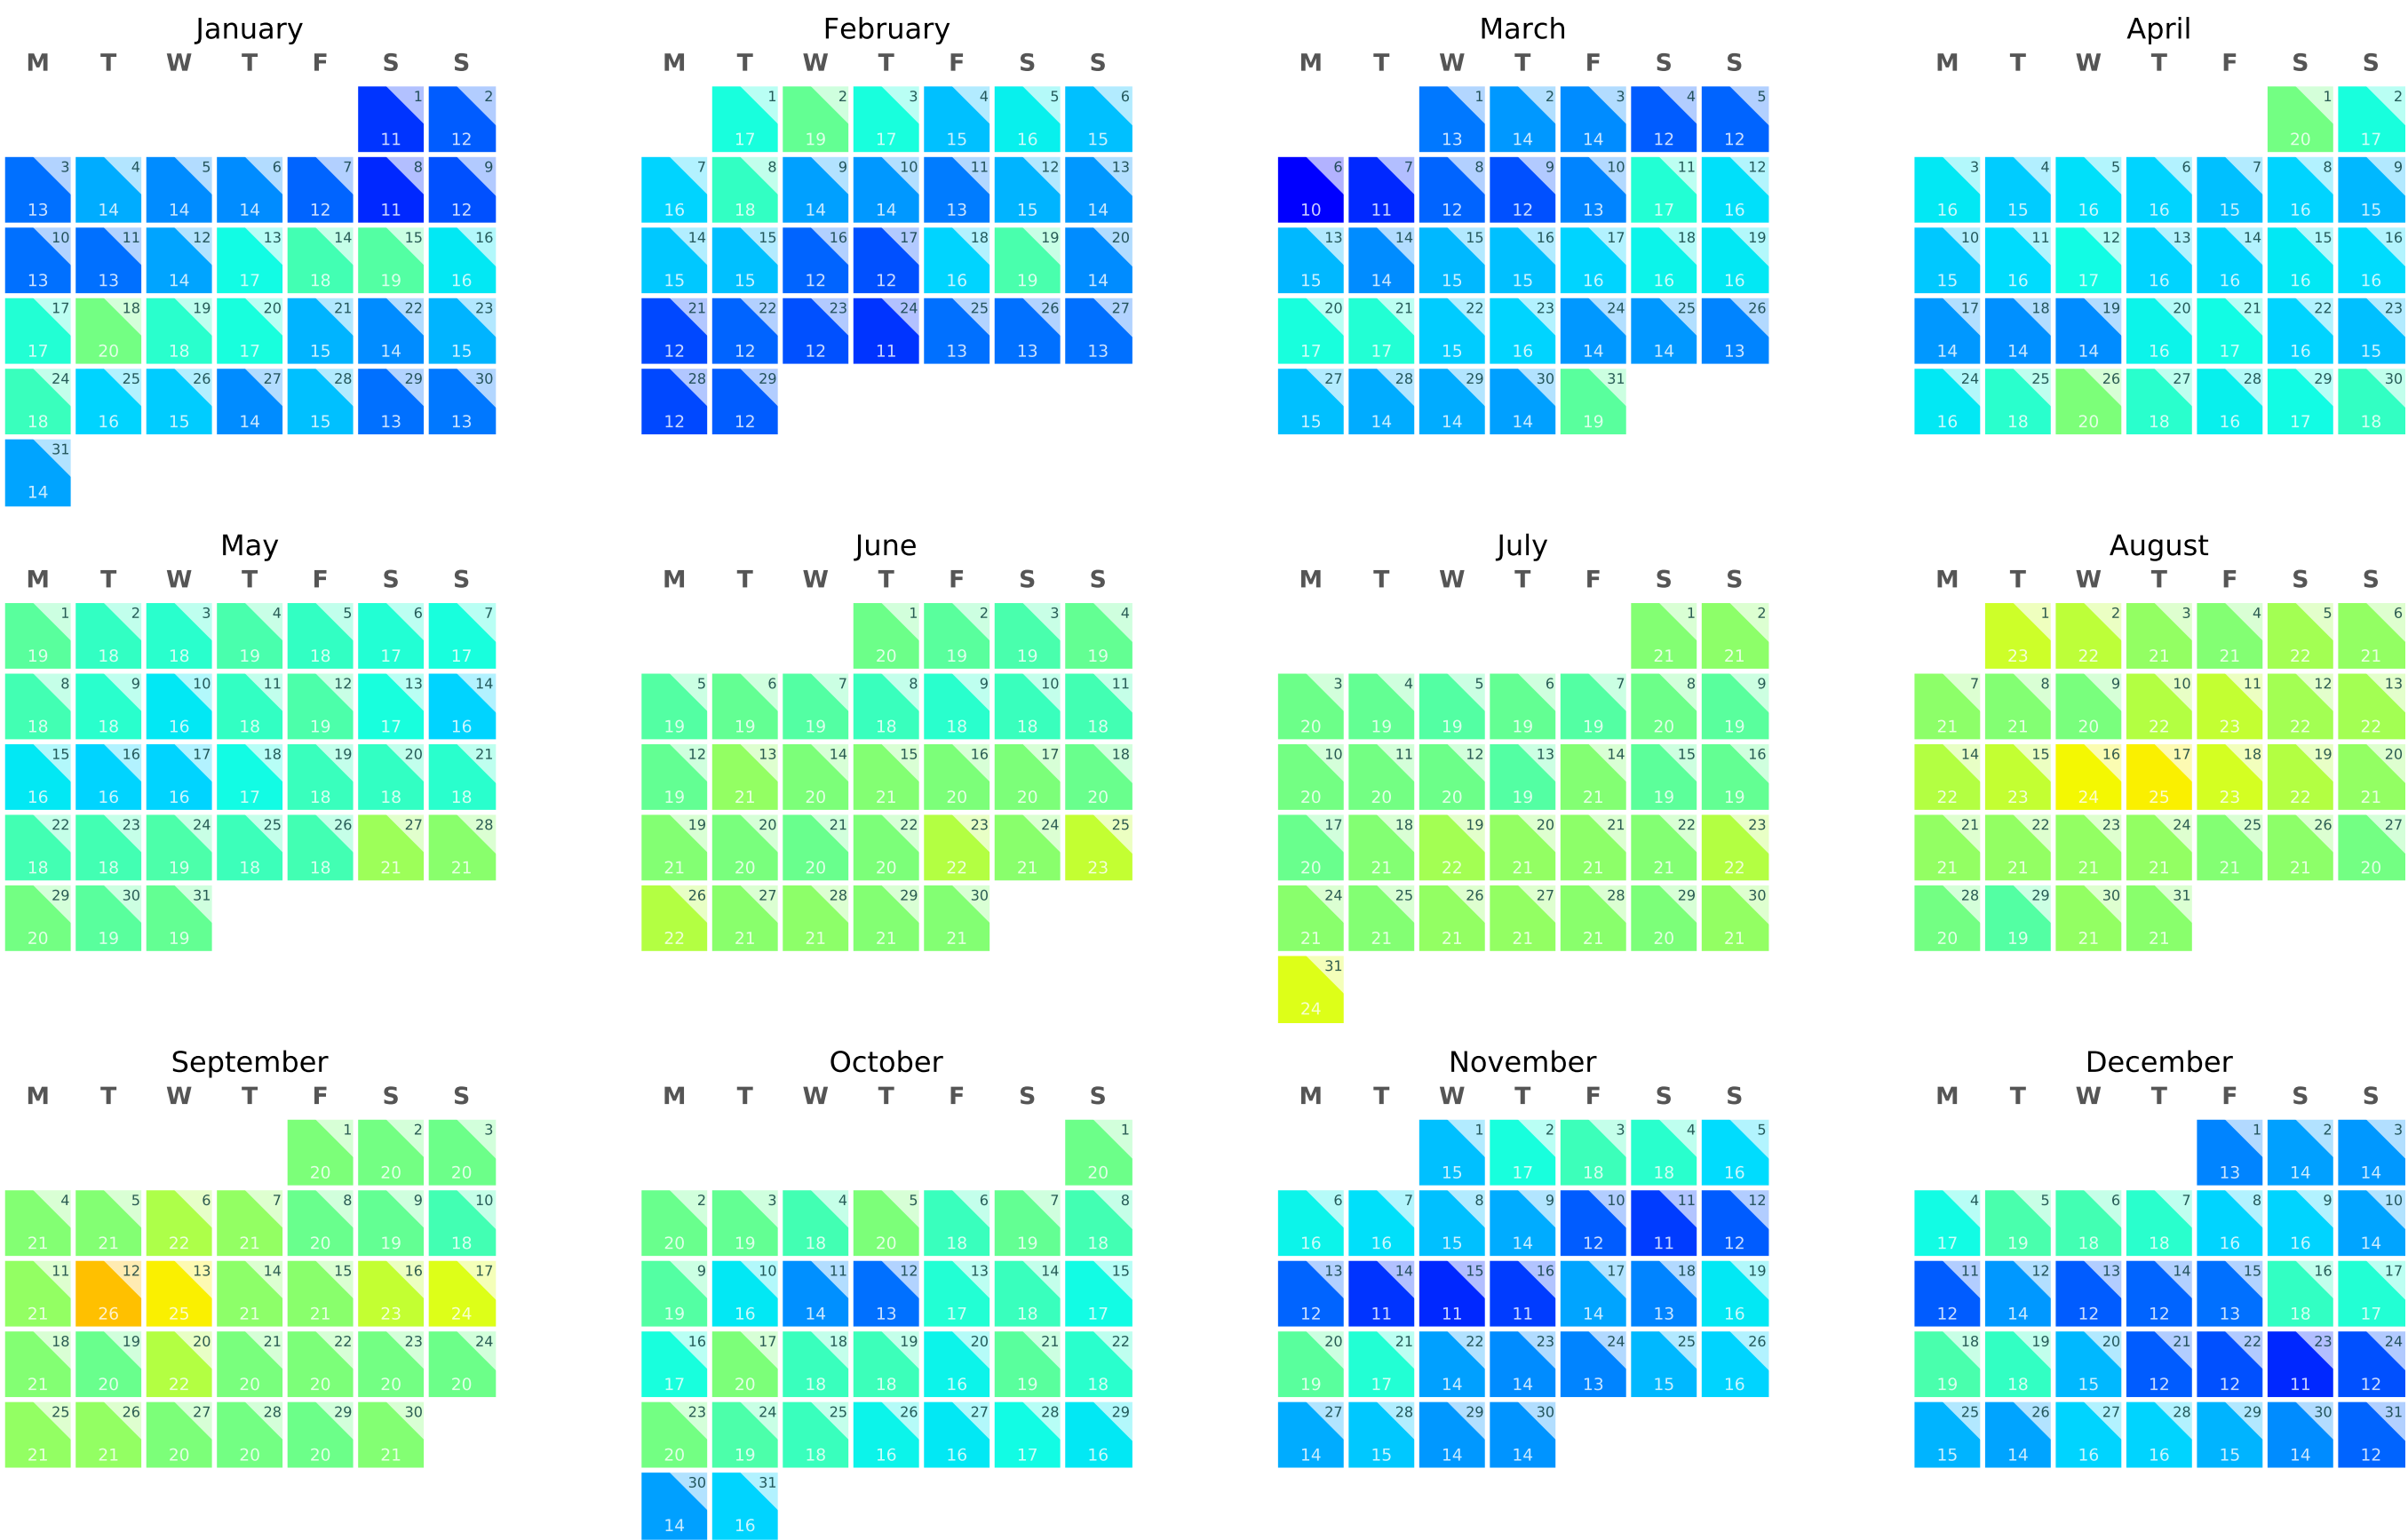 January February March April
M T W T F S S M T W T F S S M T W T F S S M T W T F S S
1 2 1 2 3 4 5 6 1 2 3 4 5 1 2
11 12 17 19 17 15 16 15 13 14 14 12 12 20 17
3 4 5 6 7 8 9 7 8 9 10 11 12 13 6 7 8 9 10 11 12 3 4 5 6 7 8 9
13 14 14 14 12 11 12 16 18 14 14 13 15 14 10 11 12 12 13 17 16 16 15 16 16 15 16 15
10 11 12 13 14 15 16 14 15 16 17 18 19 20 13 14 15 16 17 18 19 10 11 12 13 14 15 16
13 13 14 17 18 19 16 15 15 12 12 16 19 14 15 14 15 15 16 16 16 15 16 17 16 16 16 16
17 18 19 20 21 22 23 21 22 23 24 25 26 27 20 21 22 23 24 25 26 17 18 19 20 21 22 23
17 20 18 17 15 14 15 12 12 12 11 13 13 13 17 17 15 16 14 14 13 14 14 14 16 17 16 15
24 25 26 27 28 29 30 28 29 27 28 29 30 31 24 25 26 27 28 29 30
18 16 15 14 15 13 13 12 12 15 14 14 14 19 16 18 20 18 16 17 18
31
14
May June July August
M T W T F S S M T W T F S S M T W T F S S M T W T F S S
1 2 3 4 5 6 7 1 2 3 4 1 2 1 2 3 4 5 6
19 18 18 19 18 17 17 20 19 19 19 21 21 23 22 21 21 22 21
8 9 10 11 12 13 14 5 6 7 8 9 10 11 3 4 5 6 7 8 9 7 8 9 10 11 12 13
18 18 16 18 19 17 16 19 19 19 18 18 18 18 20 19 19 19 19 20 19 21 21 20 22 23 22 22
15 16 17 18 19 20 21 12 13 14 15 16 17 18 10 11 12 13 14 15 16 14 15 16 17 18 19 20
16 16 16 17 18 18 18 19 21 20 21 20 20 20 20 20 20 19 21 19 19 22 23 24 25 23 22 21
22 23 24 25 26 27 28 19 20 21 22 23 24 25 17 18 19 20 21 22 23 21 22 23 24 25 26 27
18 18 19 18 18 21 21 21 20 20 20 22 21 23 20 21 22 21 21 21 22 21 21 21 21 21 21 20
29 30 31 26 27 28 29 30 24 25 26 27 28 29 30 28 29 30 31
20 19 19 22 21 21 21 21 21 21 21 21 21 20 21 20 19 21 21
31
24
September October November December
M T W T F S S M T W T F S S M T W T F S S M T W T F S S
1 2 3 1 1 2 3 4 5 1 2 3
20 20 20 20 15 17 18 18 16 13 14 14
4 5 6 7 8 9 10 2 3 4 5 6 7 8 6 7 8 9 10 11 12 4 5 6 7 8 9 10
21 21 22 21 20 19 18 20 19 18 20 18 19 18 16 16 15 14 12 11 12 17 19 18 18 16 16 14
11 12 13 14 15 16 17 9 10 11 12 13 14 15 13 14 15 16 17 18 19 11 12 13 14 15 16 17
21 26 25 21 21 23 24 19 16 14 13 17 18 17 12 11 11 11 14 13 16 12 14 12 12 13 18 17
18 19 20 21 22 23 24 16 17 18 19 20 21 22 20 21 22 23 24 25 26 18 19 20 21 22 23 24
21 20 22 20 20 20 20 17 20 18 18 16 19 18 19 17 14 14 13 15 16 19 18 15 12 12 11 12
25 26 27 28 29 30 23 24 25 26 27 28 29 27 28 29 30 25 26 27 28 29 30 31
21 21 20 20 20 21 20 19 18 16 16 17 16 14 15 14 14 15 14 16 16 15 14 12
30 31
14 16